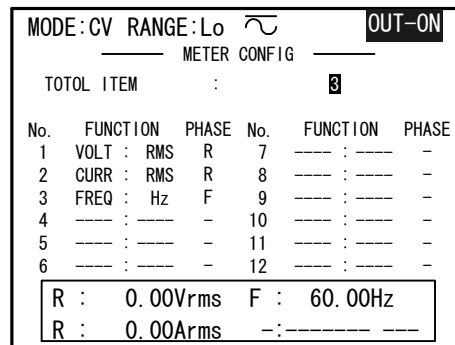 MODE:CV RANGE:Lo OUT-ON
METER CONFIG
TOTOL ITEM : 3
No. FUNCTION PHASE No. FUNCTION PHASE
1 VOLT : RMS R 7 ---- : ---- -
2 CURR : RMS R 8 ---- : ---- -
3 FREQ : Hz F 9 ---- : ---- -
4 ---- : ---- - 10 ---- : ---- -
5 ---- : ---- - 11 ---- : ---- -
6 ---- : ---- - 12 ---- : ---- -
R : 0.00Vrms F : 60.00Hz
R : 0.00Arms -:------- ---